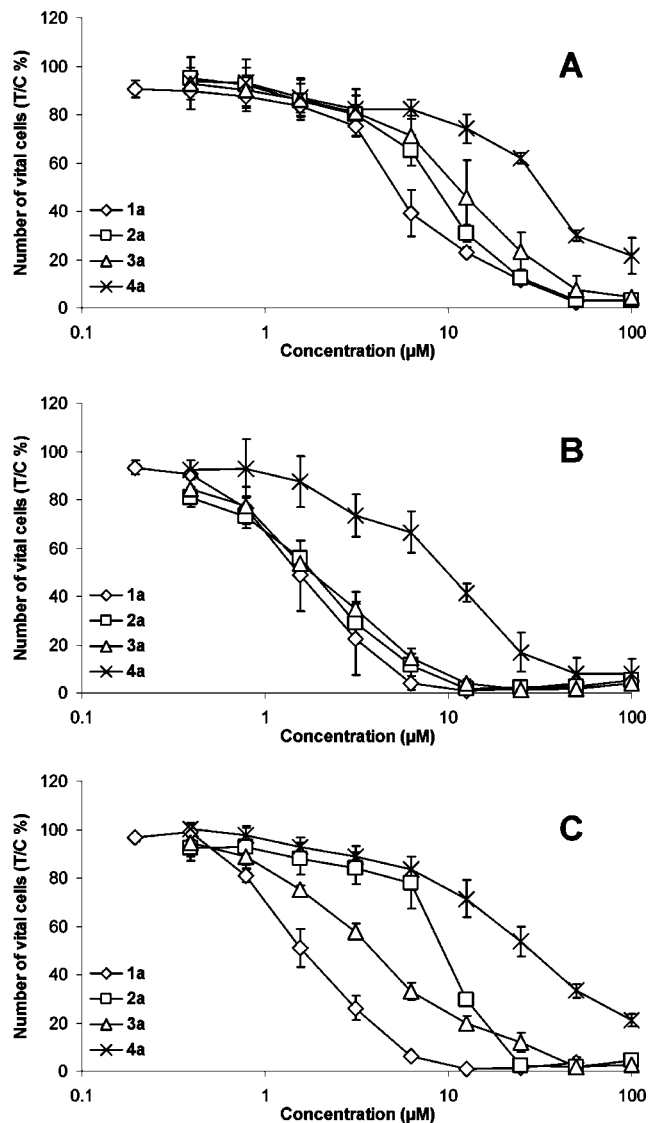 120
100
80
60
40
20
0
Number of vital cells (T/C %)
A
1a
2a
3a
4a
0.1
1
10
100
Concentration (µM)
120
100
80
60
40
20
0
Number of vital cells (T/C %)
B
1a
2a
3a
4a
0.1
1
10
100
Concentration (µM)
120
100
80
60
40
20
0
Number of vital cells (T/C %)
C
1a
2a
3a
4a
0.1
1
10
100
Concentration (µM)